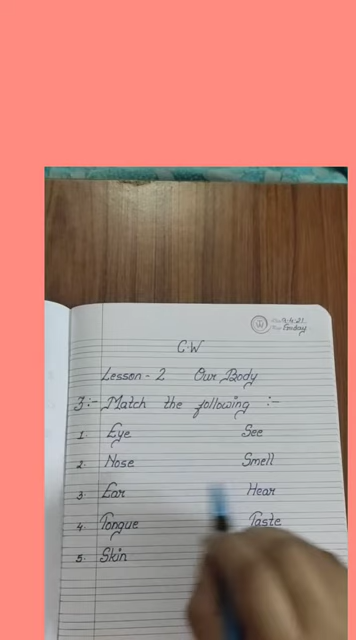 Friday
C.W
Lesson - 2 Our Body
3:- Match the following :-
1. Eye See
2. Nose Smell
3. Ear Hear
4. Tongue Taste
5. Skin